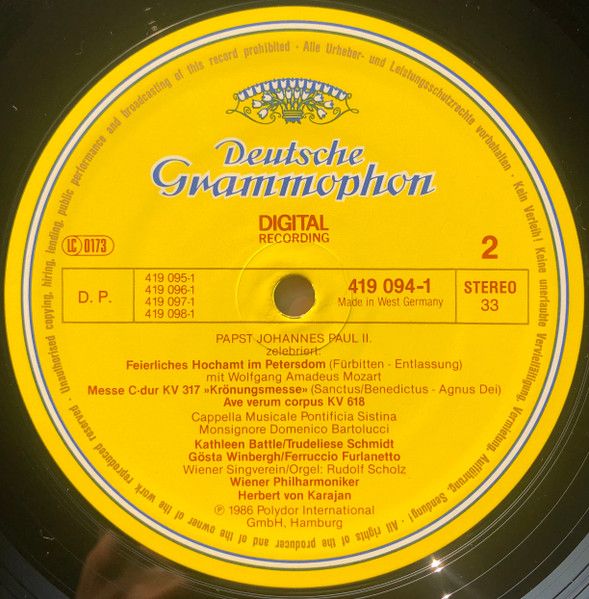 Alle Urheber- und Leistungsschutzrechte vorbehalten · Kein Verleih! Keine unerlaubte Vervielfältigung, Vermietung, Aufführung, Sendung! · All rights of the producer and of the owner of the work reproduced reserved · Unauthorised copying, hiring, lending, public performance and broadcasting of this record prohibited ·
Deutsche
Grammophon
DIGITAL
RECORDING
LC 0173
2
D. P.
419 095-1
419 096-1
419 097-1
419 098-1
419 094-1
Made in West Germany
STEREO
33
PAPST JOHANNES PAUL II.
zelebriert:
Feierliches Hochamt im Petersdom (Fürbitten · Entlassung)
mit Wolfgang Amadeus Mozart
Messe C-dur KV 317 »Krönungsmesse« (Sanctus/Benedictus · Agnus Dei)
Ave verum corpus KV 618
Cappella Musicale Pontificia Sistina
Monsignore Domenico Bartolucci
Kathleen Battle/Trudeliese Schmidt
Gösta Winbergh/Ferruccio Furlanetto
Wiener Singverein/Orgel: Rudolf Scholz
Wiener Philharmoniker
Herbert von Karajan
℗ 1986 Polydor International
GmbH, Hamburg